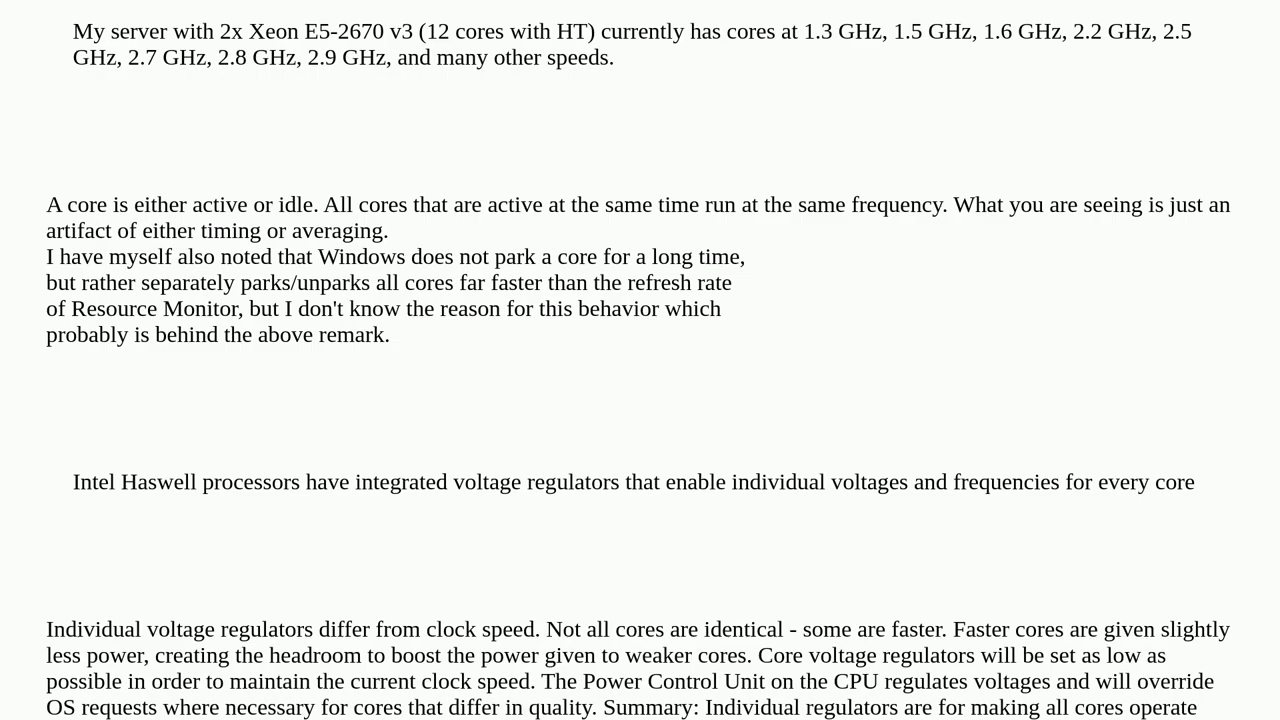 My server with 2x Xeon E5-2670 v3 (12 cores with HT) currently has cores at 1.3 GHz, 1.5 GHz, 1.6 GHz, 2.2 GHz, 2.5
GHz, 2.7 GHz, 2.8 GHz, 2.9 GHz, and many other speeds.
A core is either active or idle. All cores that are active at the same time run at the same frequency. What you are seeing is just an
artifact of either timing or averaging.
I have myself also noted that Windows does not park a core for a long time,
but rather separately parks/unparks all cores far faster than the refresh rate
of Resource Monitor, but I don't know the reason for this behavior which
probably is behind the above remark.
Intel Haswell processors have integrated voltage regulators that enable individual voltages and frequencies for every core
Individual voltage regulators differ from clock speed. Not all cores are identical - some are faster. Faster cores are given slightly
less power, creating the headroom to boost the power given to weaker cores. Core voltage regulators will be set as low as
possible in order to maintain the current clock speed. The Power Control Unit on the CPU regulates voltages and will override
OS requests where necessary for cores that differ in quality. Summary: Individual regulators are for making all cores operate